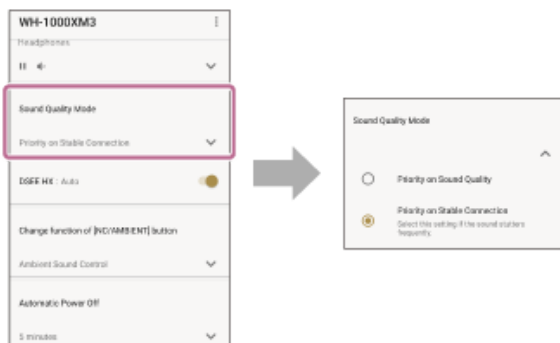 WH-1000XM3
Headphones
Sound Quality Mode
Priority on Stable Connection
DSEE HX : Auto
Change function of [NC/AMBIENT] button
Ambient Sound Control
Automatic Power Off
5 minutes
Sound Quality Mode
Priority on Sound Quality
Priority on Stable Connection
Select this setting if the sound stutters
frequently.